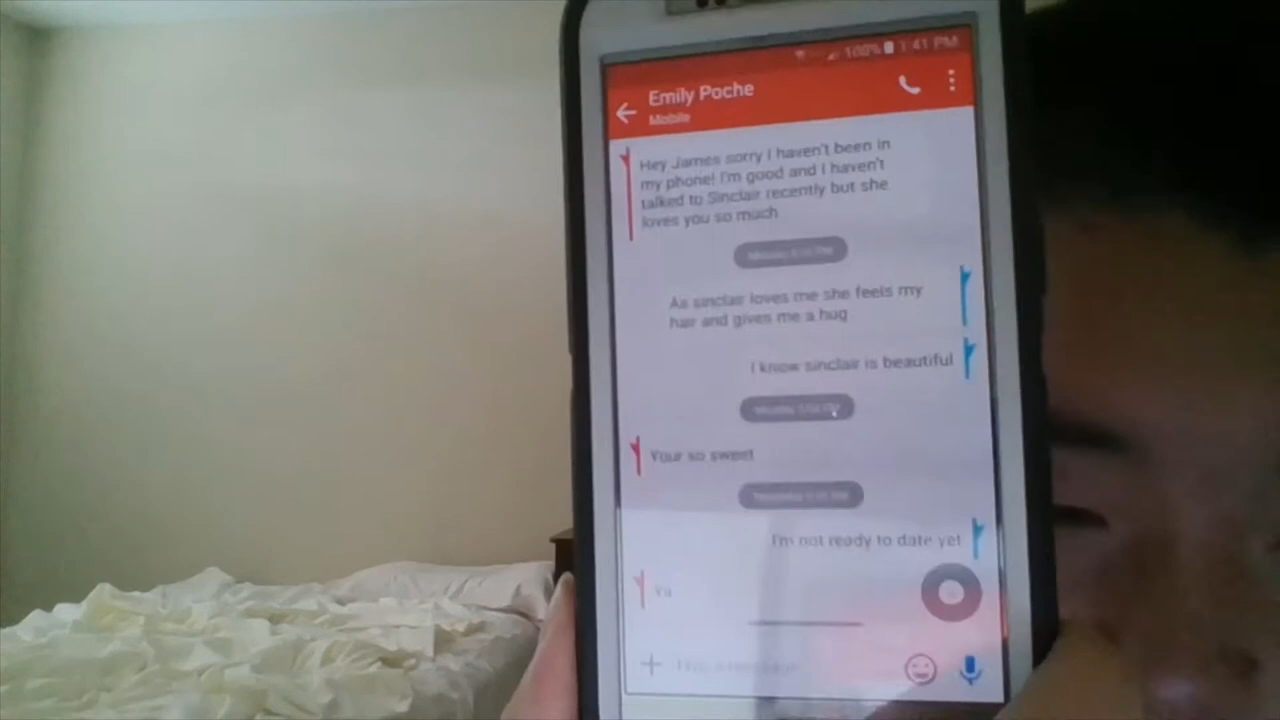 100% 1:41 PM
Emily Poche
Mobile
Hey James sorry I haven't been in
my phone! I'm good and I haven't
talked to Sinclair recently but she
loves you so much
As sinclair loves me she feels my
hair and gives me a hug
I know sinclair is beautiful
Your so sweet
I'm not ready to date yet
Ya